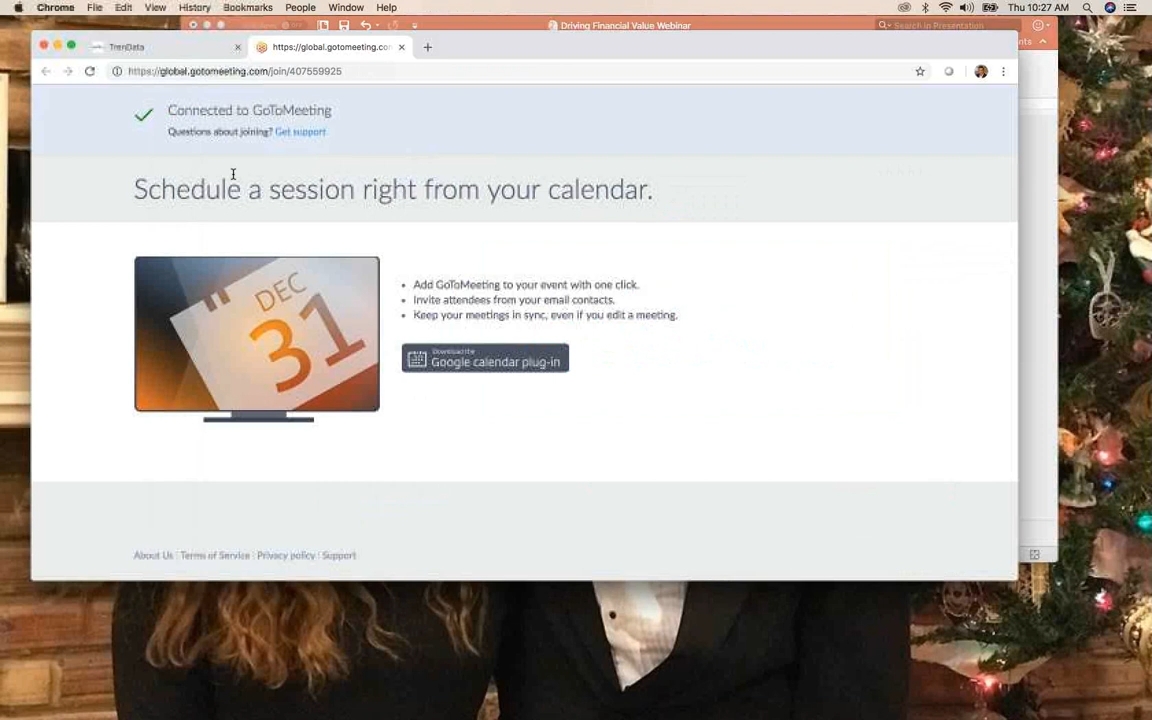 Chrome File Edit View History Bookmarks People Window Help Thu 10:27 AM
Driving Financial Value Webinar
Search in Presentation
TrenData
https://global.gotomeeting.co
https://global.gotomeeting.com/join/407559925
Connected to GoToMeeting
Questions about joining? Get support
Schedule a session right from your calendar.
DEC
31
Add GoToMeeting to your event with one click.
Invite attendees from your email contacts.
Keep your meetings in sync, even if you edit a meeting.
Download the
Google calendar plug-in
About Us | Terms of Service | Privacy policy | Support